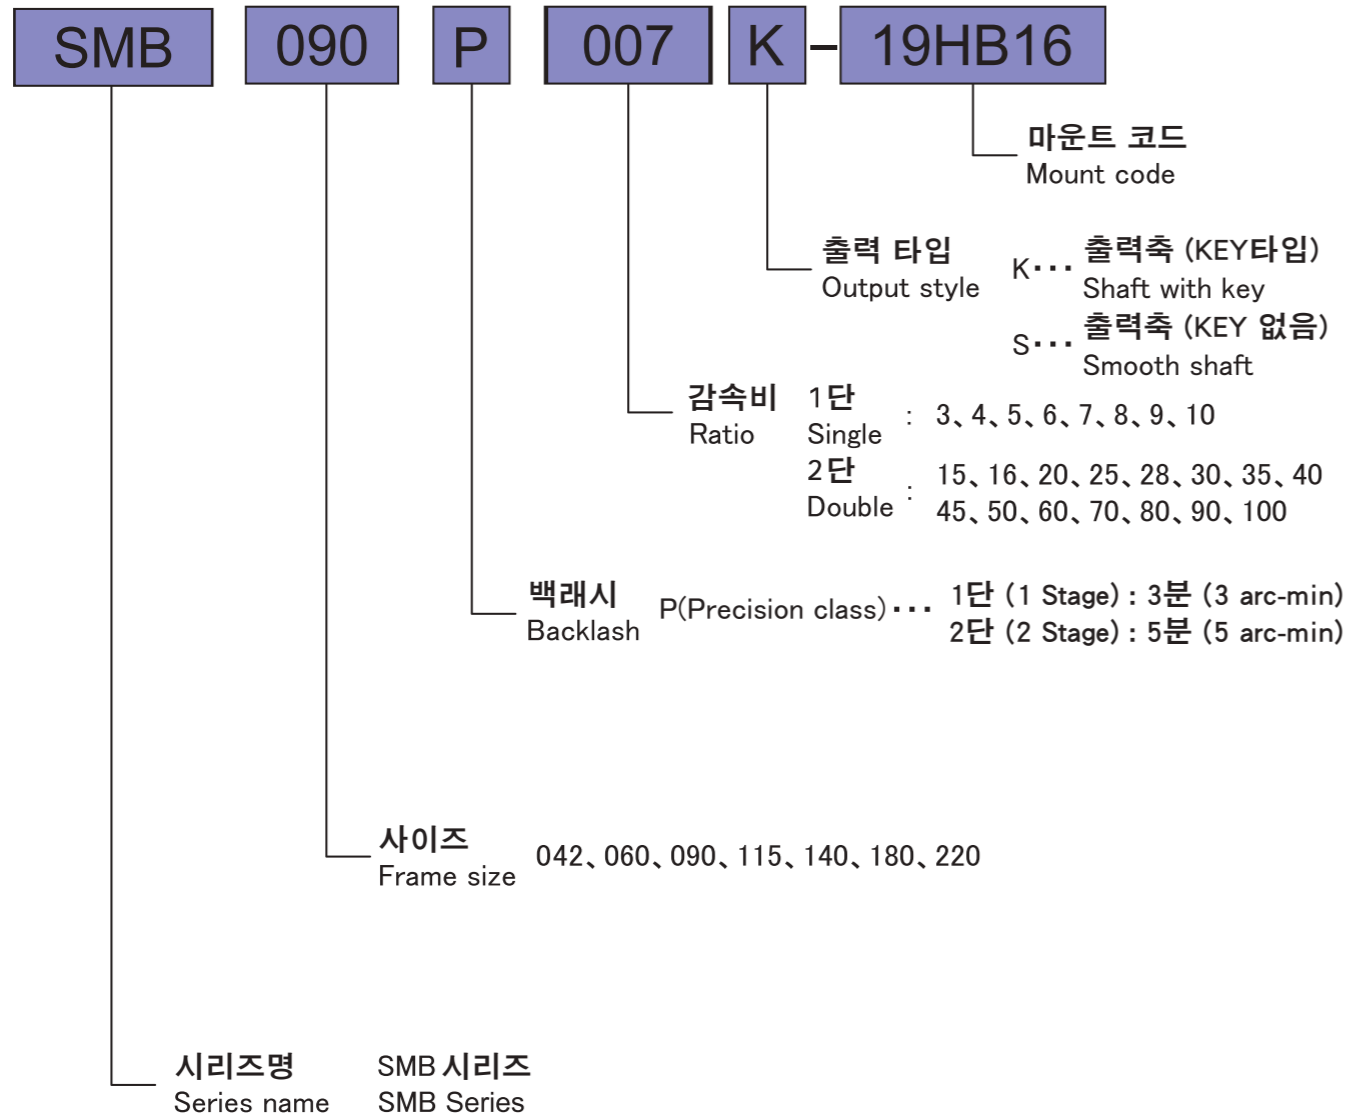 SMB 090 P 007 K-19HB16
마운트 코드
Mount code
출력 타입
Output style
K··· 출력축 (KEY타입)
Shaft with key
S··· 출력축 (KEY 없음)
Smooth shaft
감속비
Ratio
1단
Single
: 3、4、5、6、7、8、9、10
2단
Double
: 15、16、20、25、28、30、35、40
45、50、60、70、80、90、100
백래시
Backlash
P(Precision class)···
1단 (1 Stage) : 3분 (3 arc-min)
2단 (2 Stage) : 5분 (5 arc-min)
사이즈
Frame size
042、060、090、115、140、180、220
시리즈명
Series name
SMB 시리즈
SMB Series